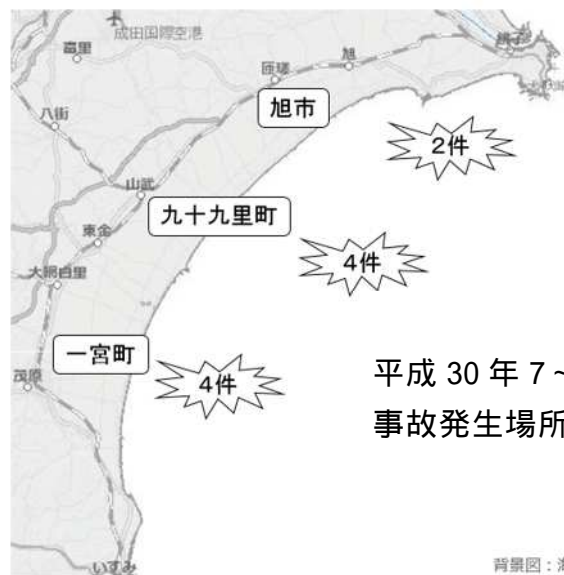 成田国際空港
富里
匝瑳
旭
銚子
旭市
2件
八街
山武
九十九里町
東金
4件
大網白里
一宮町
4件
茂原
平成 30 年 7~
事故発生場所
いすみ
背景図:海